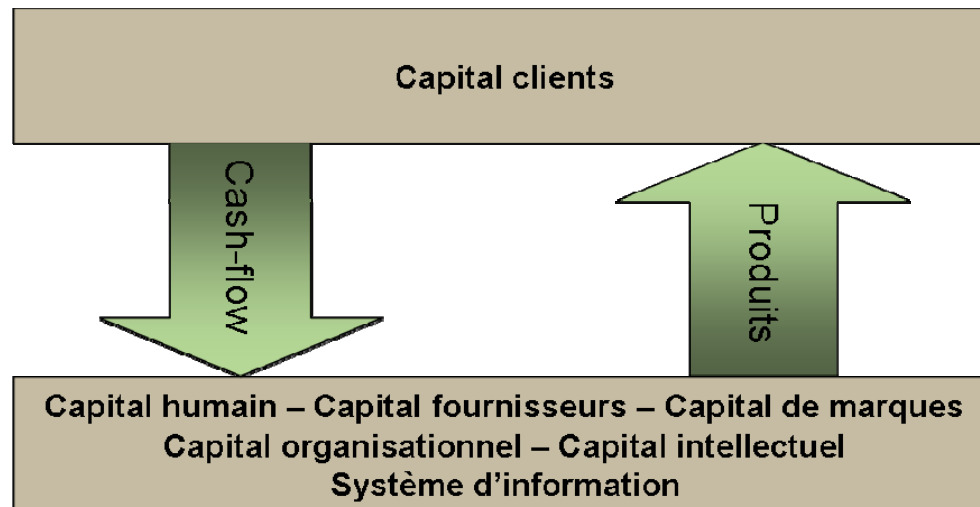 Capital clients
Cash-flow
Produits
Capital humain – Capital fournisseurs – Capital de marques
Capital organisationnel – Capital intellectuel
Système d’information